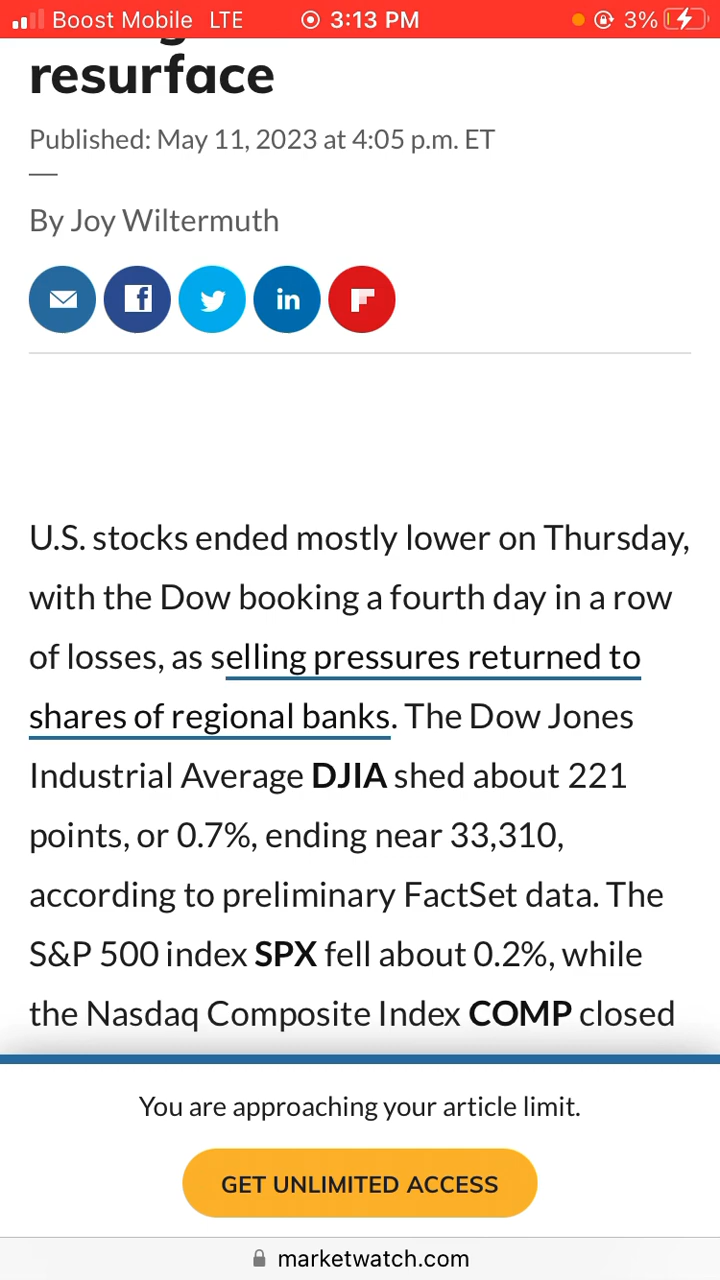 Boost Mobile LTE 3:13 PM 3%
resurface
Published: May 11, 2023 at 4:05 p.m. ET
By Joy Wiltermuth
f in
U.S. stocks ended mostly lower on Thursday,
with the Dow booking a fourth day in a row
of losses, as selling pressures returned to
shares of regional banks. The Dow Jones
Industrial Average DJIA shed about 221
points, or 0.7%, ending near 33,310,
according to preliminary FactSet data. The
S&P 500 index SPX fell about 0.2%, while
the Nasdaq Composite Index COMP closed
You are approaching your article limit.
GET UNLIMITED ACCESS
marketwatch.com